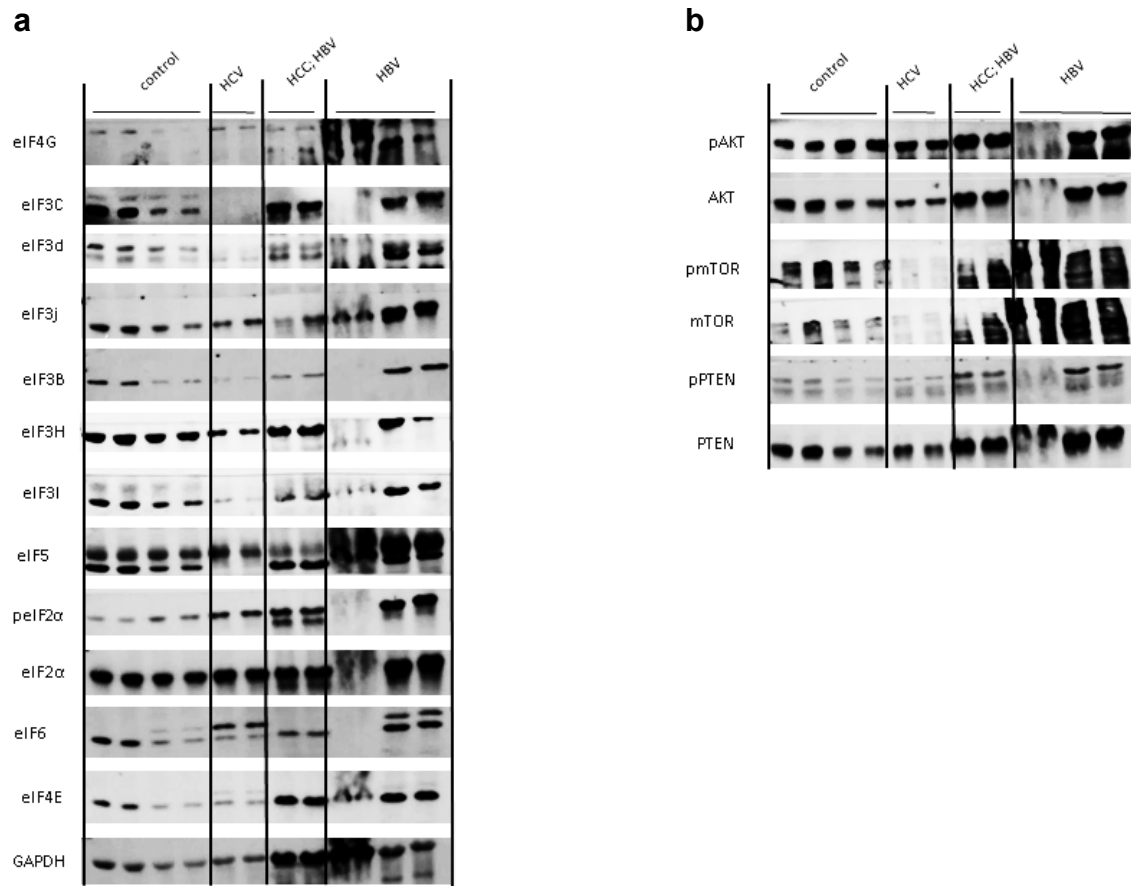 a
control
HCV
HCC; HBV
HBV
eIF4G
eIF3C
eIF3d
eIF3j
eIF3B
eIF3H
eIF3I
eIF5
peIF2α
eIF2α
eIF6
eIF4E
GAPDH
b
control
HCV
HCC; HBV
HBV
pAKT
AKT
pmTOR
mTOR
pPTEN
PTEN